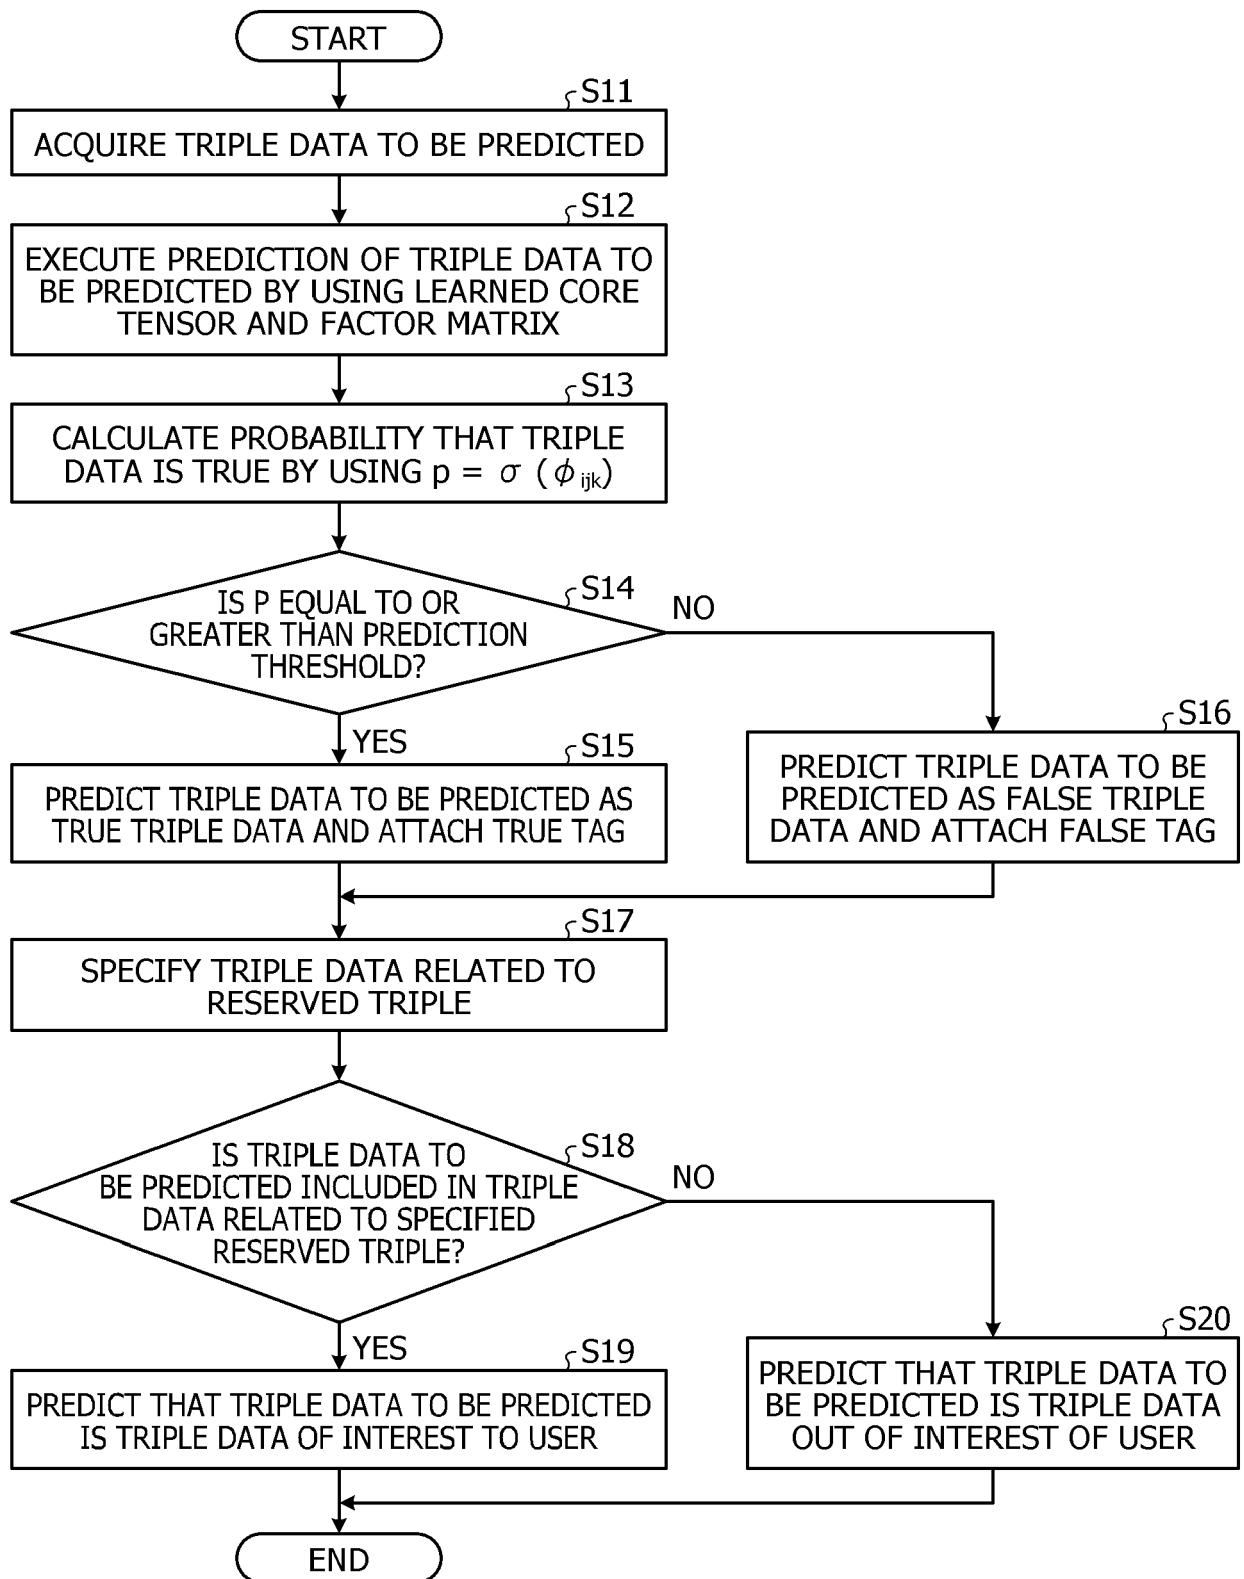 START
S11
ACQUIRE TRIPLE DATA TO BE PREDICTED
S12
EXECUTE PREDICTION OF TRIPLE DATA TO
BE PREDICTED BY USING LEARNED CORE
TENSOR AND FACTOR MATRIX
S13
CALCULATE PROBABILITY THAT TRIPLE
DATA IS TRUE BY USING p = σ (ϕijk)
S14
IS P EQUAL TO OR
GREATER THAN PREDICTION
THRESHOLD?
NO
YES
S15
PREDICT TRIPLE DATA TO BE PREDICTED AS
TRUE TRIPLE DATA AND ATTACH TRUE TAG
S16
PREDICT TRIPLE DATA TO BE
PREDICTED AS FALSE TRIPLE
DATA AND ATTACH FALSE TAG
S17
SPECIFY TRIPLE DATA RELATED TO
RESERVED TRIPLE
S18
IS TRIPLE DATA TO
BE PREDICTED INCLUDED IN TRIPLE
DATA RELATED TO SPECIFIED
RESERVED TRIPLE?
NO
YES
S19
PREDICT THAT TRIPLE DATA TO BE PREDICTED
IS TRIPLE DATA OF INTEREST TO USER
S20
PREDICT THAT TRIPLE DATA TO
BE PREDICTED IS TRIPLE DATA
OUT OF INTEREST OF USER
END